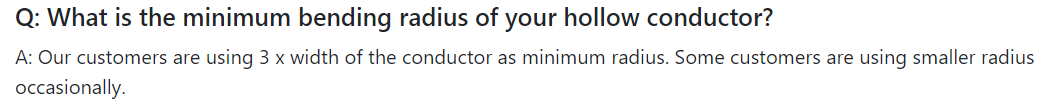 Q: What is the minimum bending radius of your hollow conductor?
A: Our customers are using 3 x width of the conductor as minimum radius. Some customers are using smaller radius
occasionally.